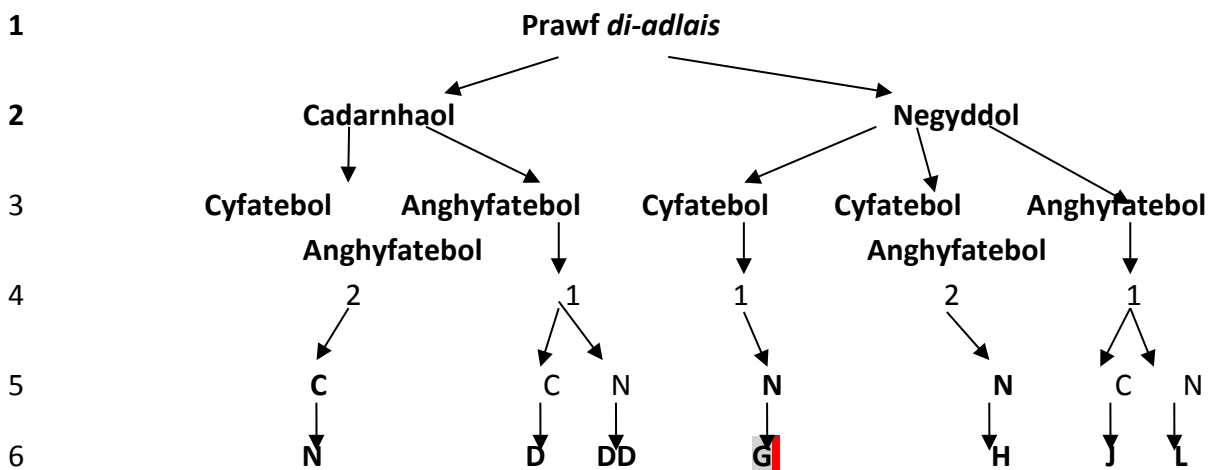 1 Prawf di-adlais
2 Cadarnhaol Negyddol
3 Cyfatebol Anghyfatebol Cyfatebol Cyfatebol Anghyfatebol
Anghyfatebol Anghyfatebol
4 2 1 1 2 1
5 C C N N N C N
6 N D DD G H J L